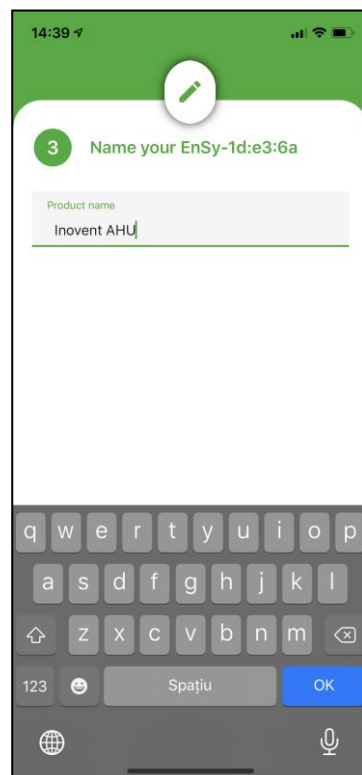 14:39
3 Name your EnSy-1d:e3:6a
Product name
Inovent AHU
q w e r t y u i o p
a s d f g h j k l
z x c v b n m
123 Spațiu OK